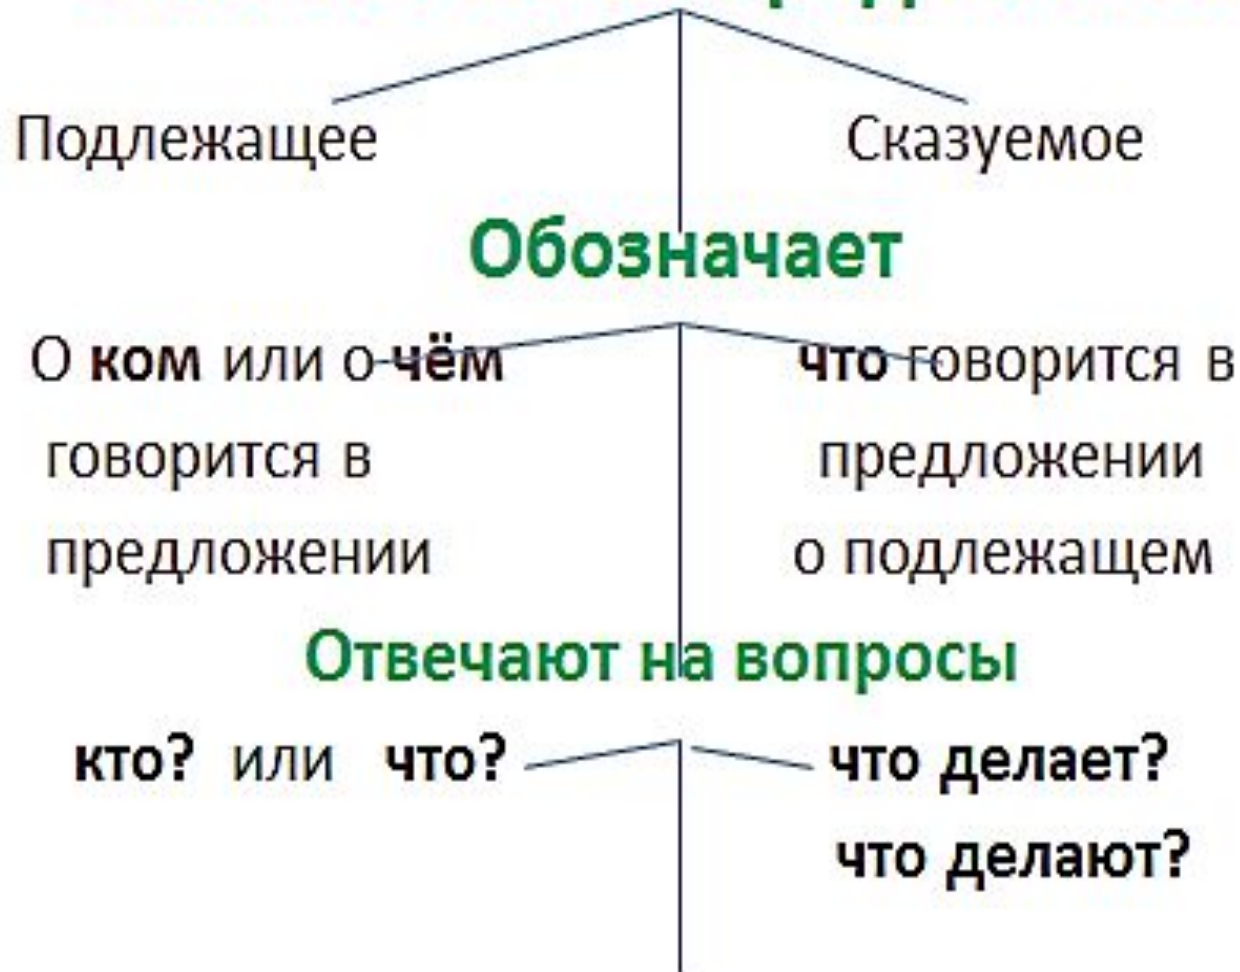 Подлежащее Сказуемое
Обозначает
О ком или о чём что говорится в
говорится в предложении
предложении о подлежащем
Отвечают на вопросы
кто? или что? что делает?
что делают?